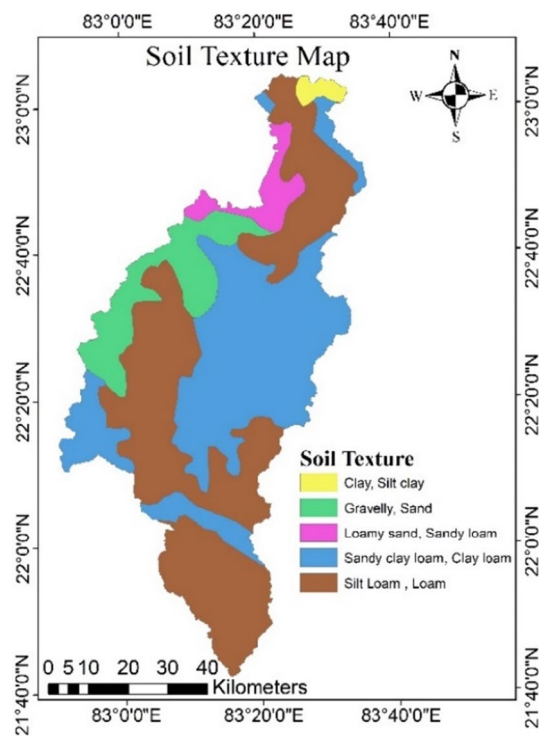 83°0'0"E 83°20'0"E 83°40'0"E
Soil Texture Map
N
W E
S
23°0'0"N 23°0'0"N
22°40'0"N 22°40'0"N
22°20'0"N 22°20'0"N
22°0'0"N 22°0'0"N
21°40'0"N 21°40'0"N
Soil Texture
Clay, Silt clay
Gravelly, Sand
Loamy sand, Sandy loam
Sandy clay loam, Clay loam
Silt Loam , Loam
0 5 10 20 30 40
Kilometers
83°0'0"E 83°20'0"E 83°40'0"E